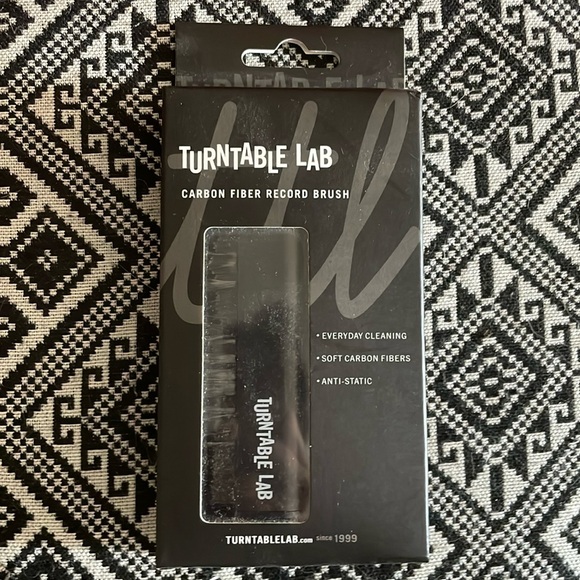 TURNTABLE LAB
TURNTABLE LAB
CARBON FIBER RECORD BRUSH
• EVERYDAY CLEANING
• SOFT CARBON FIBERS
• ANTI-STATIC
TURNTABLE LAB
TURNTABLELAB.com since 1999